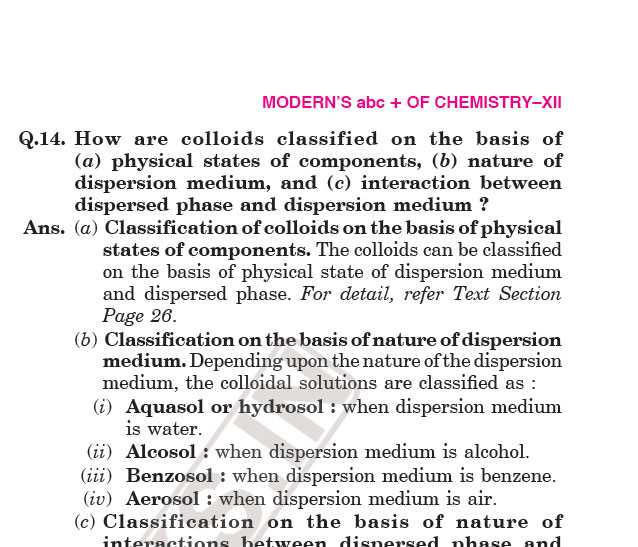 MODERN'S abc + OF CHEMISTRY–XII
Q.14. How are colloids classified on the basis of
(a) physical states of components, (b) nature of
dispersion medium, and (c) interaction between
dispersed phase and dispersion medium ?
Ans. (a) Classification of colloids on the basis of physical
states of components. The colloids can be classified
on the basis of physical state of dispersion medium
and dispersed phase. For detail, refer Text Section
Page 26.
(b) Classification on the basis of nature of dispersion
medium. Depending upon the nature of the dispersion
medium, the colloidal solutions are classified as :
(i) Aquasol or hydrosol : when dispersion medium
is water.
(ii) Alcosol : when dispersion medium is alcohol.
(iii) Benzosol : when dispersion medium is benzene.
(iv) Aerosol : when dispersion medium is air.
(c) Classification on the basis of nature of
interactions between dispersed phase and